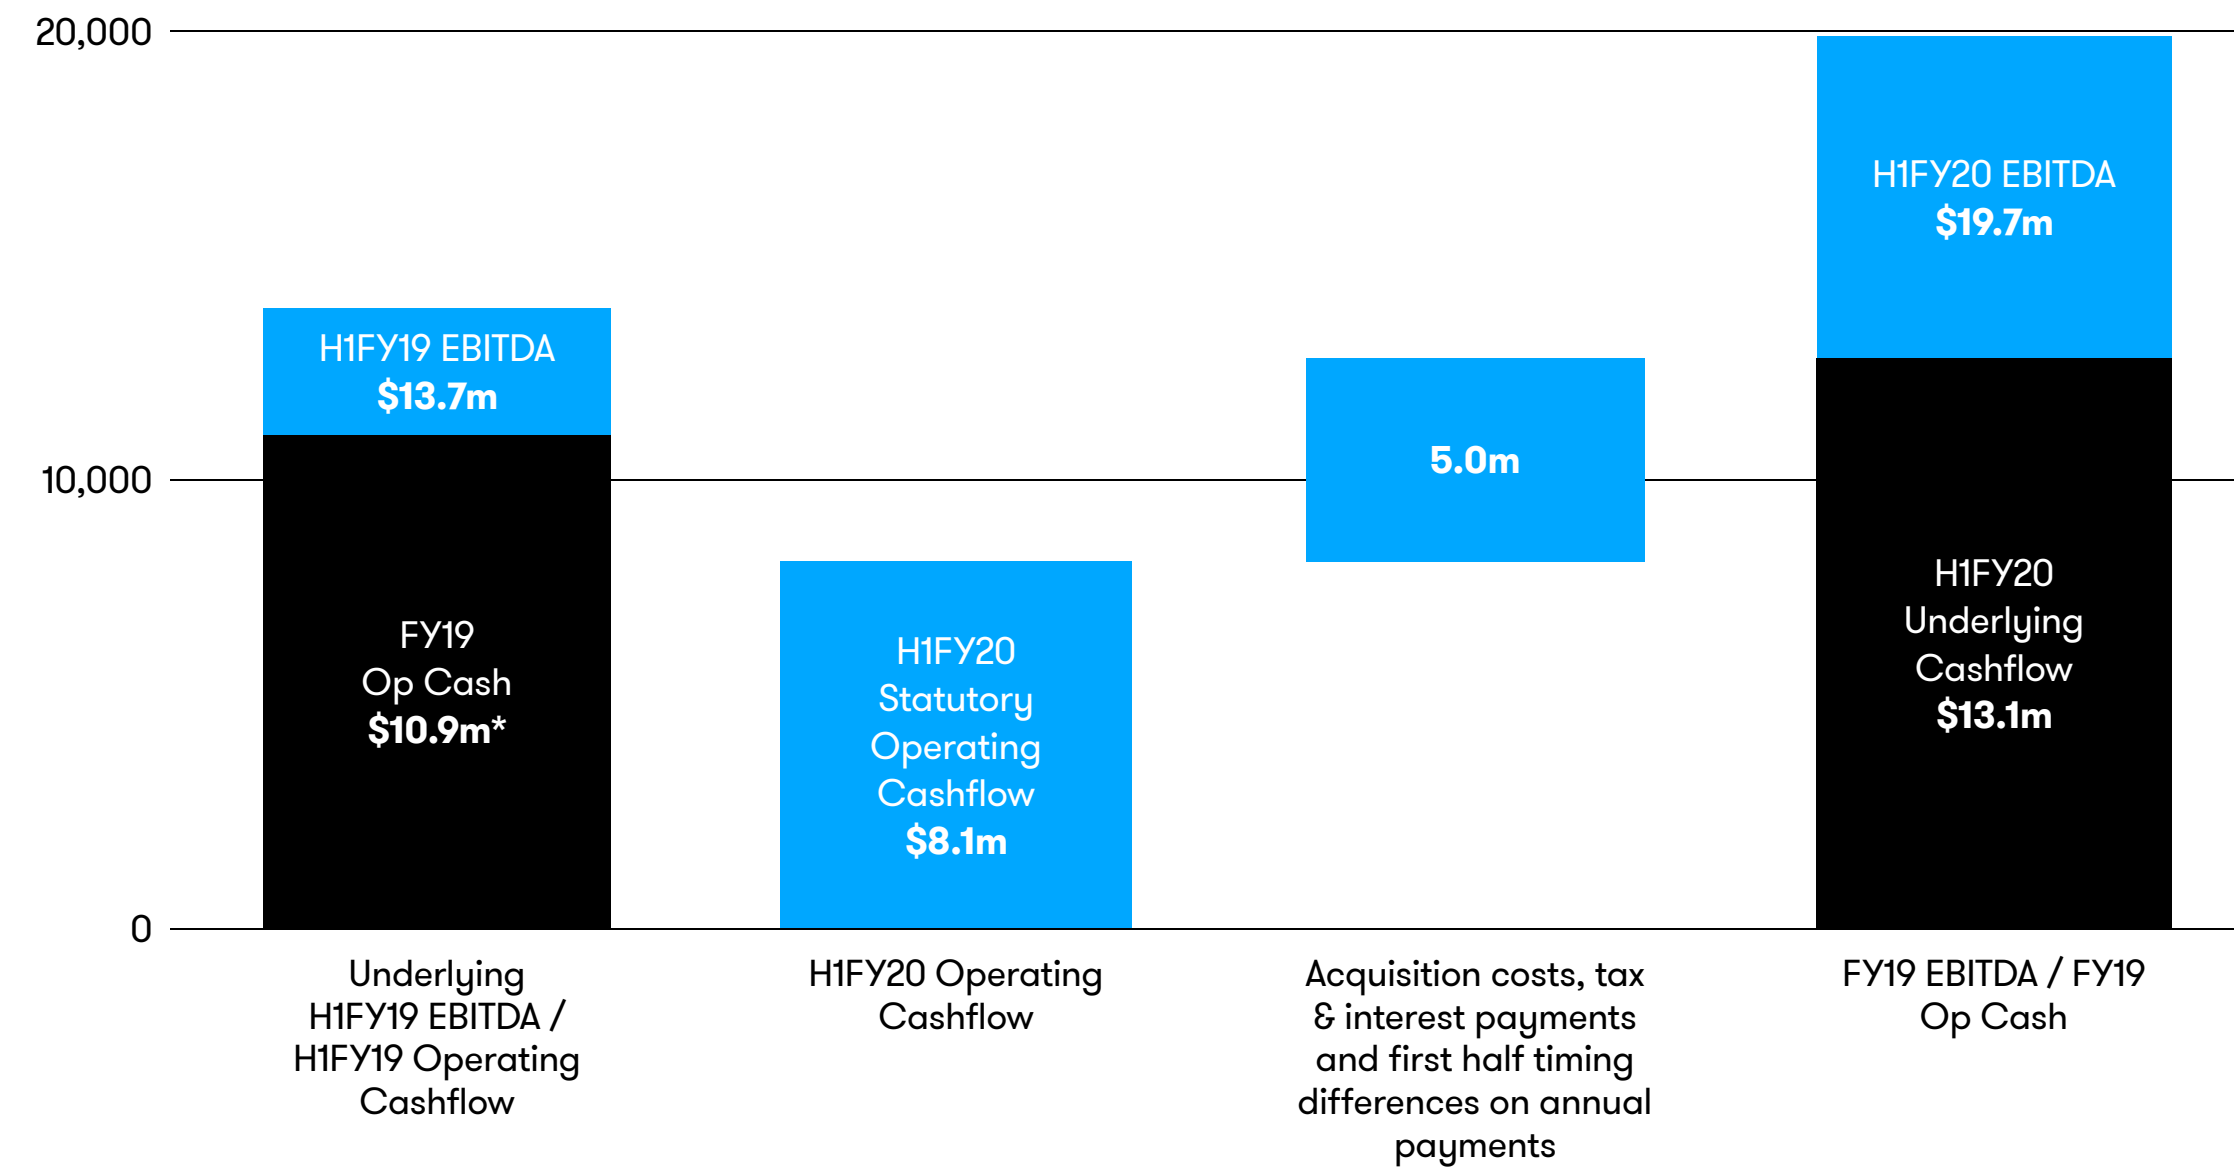 20,000
10,000
0
H1FY19 EBITDA
$13.7m
FY19
Op Cash
$10.9m*
H1FY20
Statutory
Operating
Cashflow
$8.1m
5.0m
H1FY20 EBITDA
$19.7m
H1FY20
Underlying
Cashflow
$13.1m
Underlying
H1FY19 EBITDA /
H1FY19 Operating
Cashflow
H1FY20 Operating
Cashflow
Acquisition costs, tax
& interest payments
and first half timing
differences on annual
payments
FY19 EBITDA / FY19
Op Cash